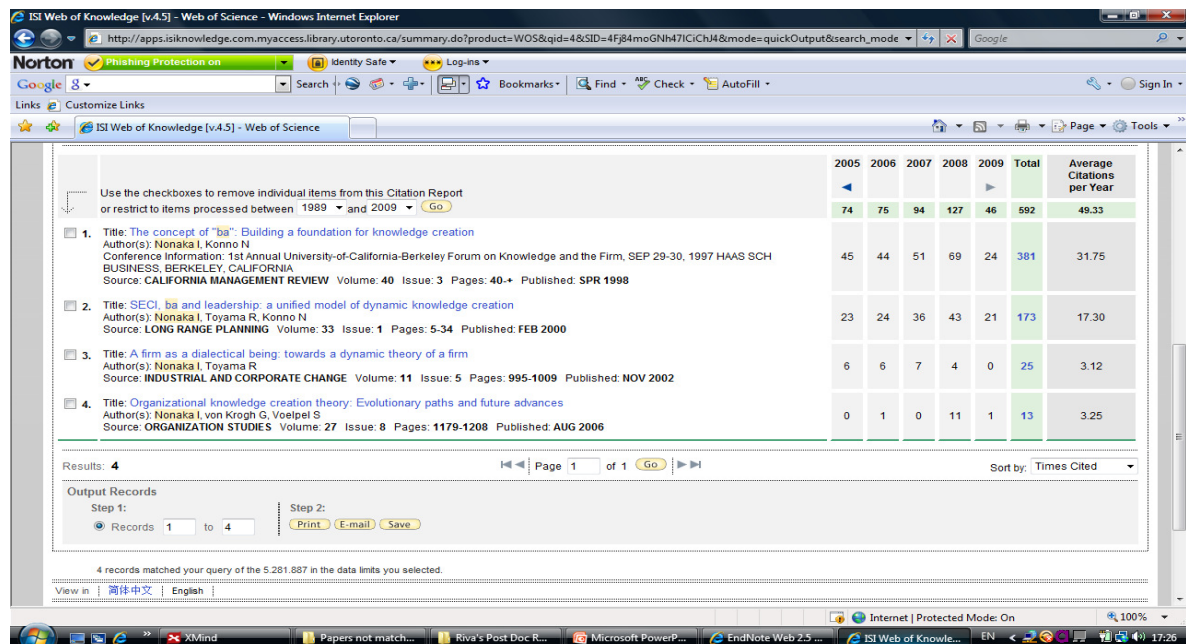 ISI Web of Knowledge [v.4.5] - Web of Science - Windows Internet Explorer
http://apps.isiknowledge.com.myaccess.library.utoronto.ca/summary.do?product=WOS&qid=4&SID=4Fj84moGNh47ICiChJ4&mode=quickOutput&search_mode Google
Norton Phishing Protection on Identity Safe Log-ins
Google Search Bookmarks Find Check AutoFill Sign In
Links Customize Links
ISI Web of Knowledge [v.4.5] - Web of Science Page Tools
2005 2006 2007 2008 2009 Total Average Citations per Year
Use the checkboxes to remove individual items from this Citation Report
or restrict to items processed between 1989 and 2009 Go
74 75 94 127 46 592 49.33
1. Title: The concept of "ba": Building a foundation for knowledge creation
Author(s): Nonaka I, Konno N
Conference Information: 1st Annual University-of-California-Berkeley Forum on Knowledge and the Firm, SEP 29-30, 1997 HAAS SCH
BUSINESS, BERKELEY, CALIFORNIA
Source: CALIFORNIA MANAGEMENT REVIEW Volume: 40 Issue: 3 Pages: 40-+ Published: SPR 1998
45 44 51 69 24 381 31.75
2. Title: SECI, ba and leadership: a unified model of dynamic knowledge creation
Author(s): Nonaka I, Toyama R, Konno N
Source: LONG RANGE PLANNING Volume: 33 Issue: 1 Pages: 5-34 Published: FEB 2000
23 24 36 43 21 173 17.30
3. Title: A firm as a dialectical being: towards a dynamic theory of a firm
Author(s): Nonaka I, Toyama R
Source: INDUSTRIAL AND CORPORATE CHANGE Volume: 11 Issue: 5 Pages: 995-1009 Published: NOV 2002
6 6 7 4 0 25 3.12
4. Title: Organizational knowledge creation theory: Evolutionary paths and future advances
Author(s): Nonaka I, von Krogh G, Voelpel S
Source: ORGANIZATION STUDIES Volume: 27 Issue: 8 Pages: 1179-1208 Published: AUG 2006
0 1 0 11 1 13 3.25
Results: 4 Page 1 of 1 Go Sort by: Times Cited
Output Records
Step 1: Step 2:
Records 1 to 4 Print E-mail Save
4 records matched your query of the 5.281.887 in the data limits you selected.
View in 简体中文 English
Internet | Protected Mode: On 100%
XMind Papers not match... Riva's Post Doc R... Microsoft PowerP... EndNote Web 2.5 ... ISI Web of Knowle... EN 17:26